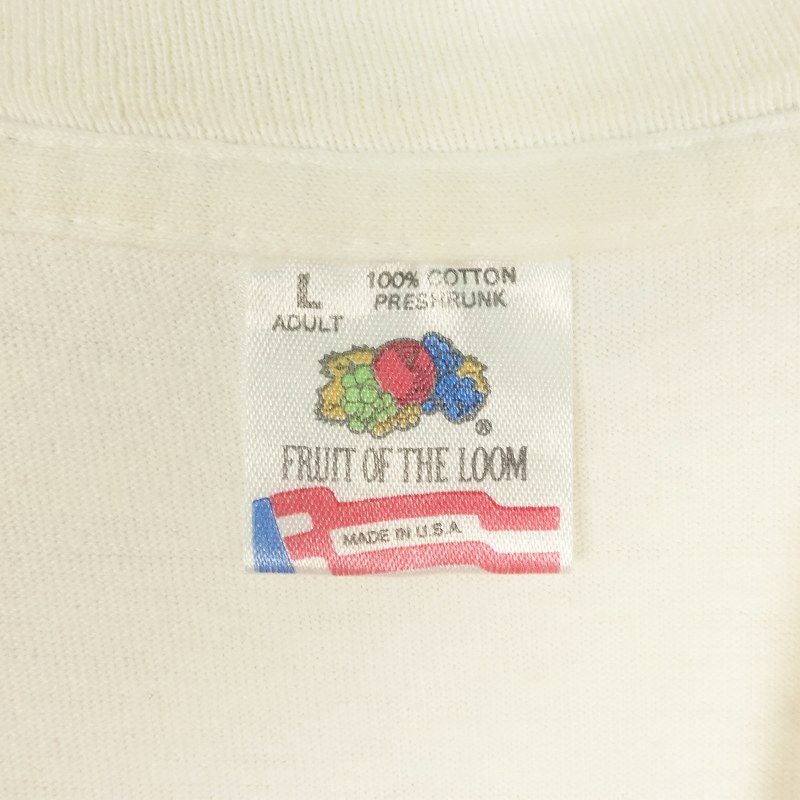 L
ADULT
100% COTTON
PRESHRUNK
®
FRUIT OF THE LOOM
MADE IN U.S.A.